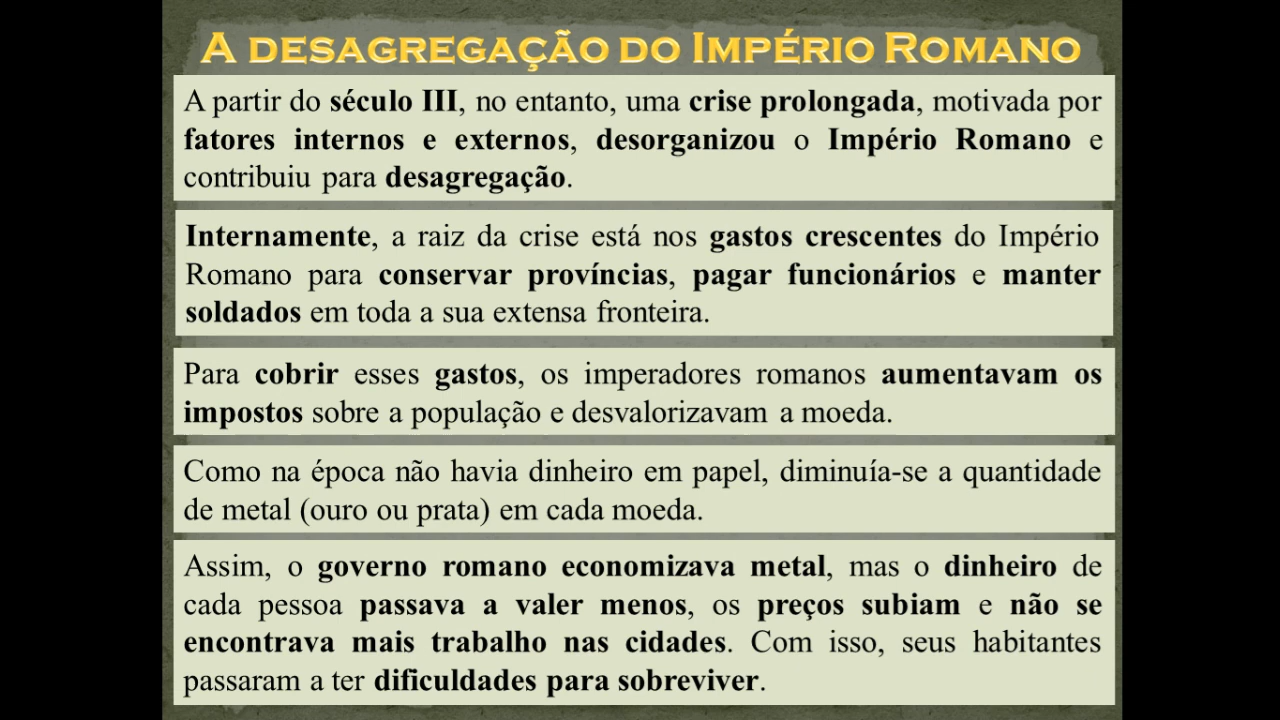 A DESAGREGAÇÃO DO IMPÉRIO ROMANO
A partir do século III, no entanto, uma crise prolongada, motivada por
fatores internos e externos, desorganizou o Império Romano e
contribuiu para desagregação.
Internamente, a raiz da crise está nos gastos crescentes do Império
Romano para conservar províncias, pagar funcionários e manter
soldados em toda a sua extensa fronteira.
Para cobrir esses gastos, os imperadores romanos aumentavam os
impostos sobre a população e desvalorizavam a moeda.
Como na época não havia dinheiro em papel, diminuía-se a quantidade
de metal (ouro ou prata) em cada moeda.
Assim, o governo romano economizava metal, mas o dinheiro de
cada pessoa passava a valer menos, os preços subiam e não se
encontrava mais trabalho nas cidades. Com isso, seus habitantes
passaram a ter dificuldades para sobreviver.